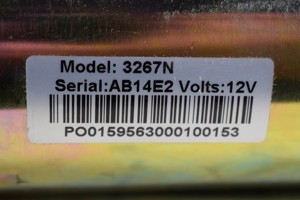 Model: 3267N
Serial:AB14E2 Volts:12V
PO0159563000100153